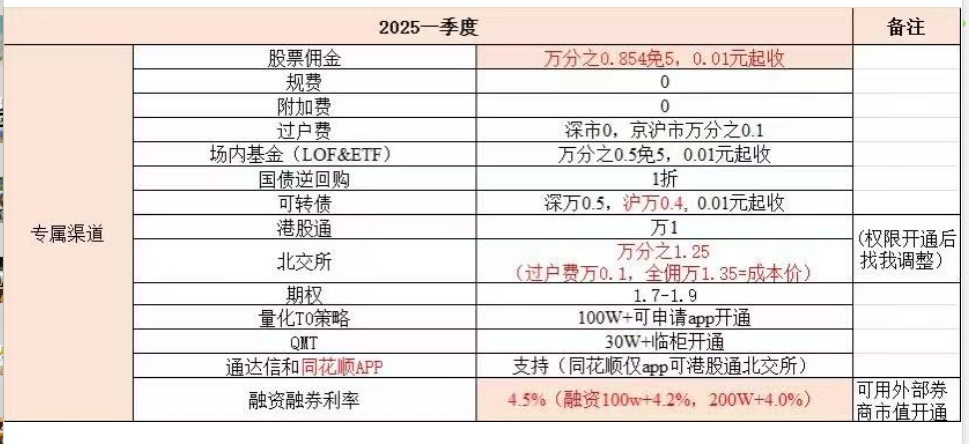 2025一季度 备注
专属渠道
股票佣金 万分之0.854免5，0.01元起收
规费 0
附加费 0
过户费 深市0，京沪市万分之0.1
场内基金（LOF&ETF） 万分之0.5免5，0.01元起收
国债逆回购 1折
可转债 深万0.5，沪万0.4, 0.01元起收
港股通 万1
北交所 万分之1.25
（过户费万0.1，全佣万1.35=成本价）
(权限开通后
找我调整）
期权 1.7-1.9
量化T0策略 100W+可申请app开通
QMT 30W+临柜开通
通达信和同花顺APP 支持（同花顺仅app可港股通北交所）
融资融券利率 4.5%（融资100w+4.2%，200W+4.0%）
可用外部券
商市值开通